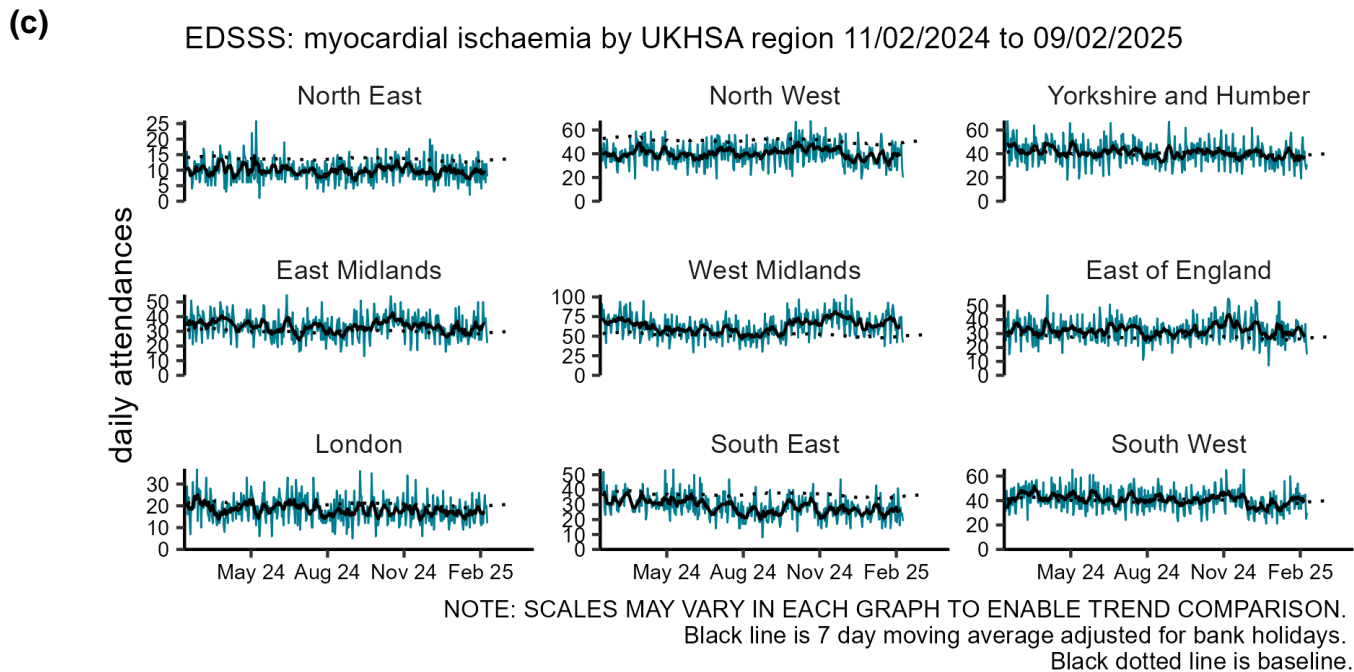 (c)
EDSSS: myocardial ischaemia by UKHSA region 11/02/2024 to 09/02/2025
daily attendances
North East
25
20
15
10
5
0
North West
60
40
20
0
Yorkshire and Humber
60
40
20
0
East Midlands
50
40
30
20
10
0
West Midlands
100
75
50
25
0
East of England
50
40
30
20
10
0
London
30
20
10
0
May 24 Aug 24 Nov 24 Feb 25
South East
50
40
30
20
10
0
May 24 Aug 24 Nov 24 Feb 25
South West
60
40
20
0
May 24 Aug 24 Nov 24 Feb 25
NOTE: SCALES MAY VARY IN EACH GRAPH TO ENABLE TREND COMPARISON.
Black line is 7 day moving average adjusted for bank holidays.
Black dotted line is baseline.